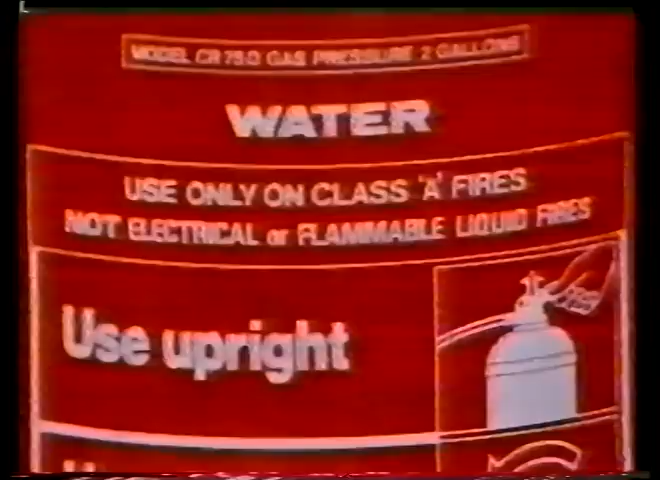 MODEL CR 75.0 GAS PRESSURE 2 GALLONS
WATER
USE ONLY ON CLASS 'A' FIRES
NOT ELECTRICAL or FLAMMABLE LIQUID FIRES
Use upright